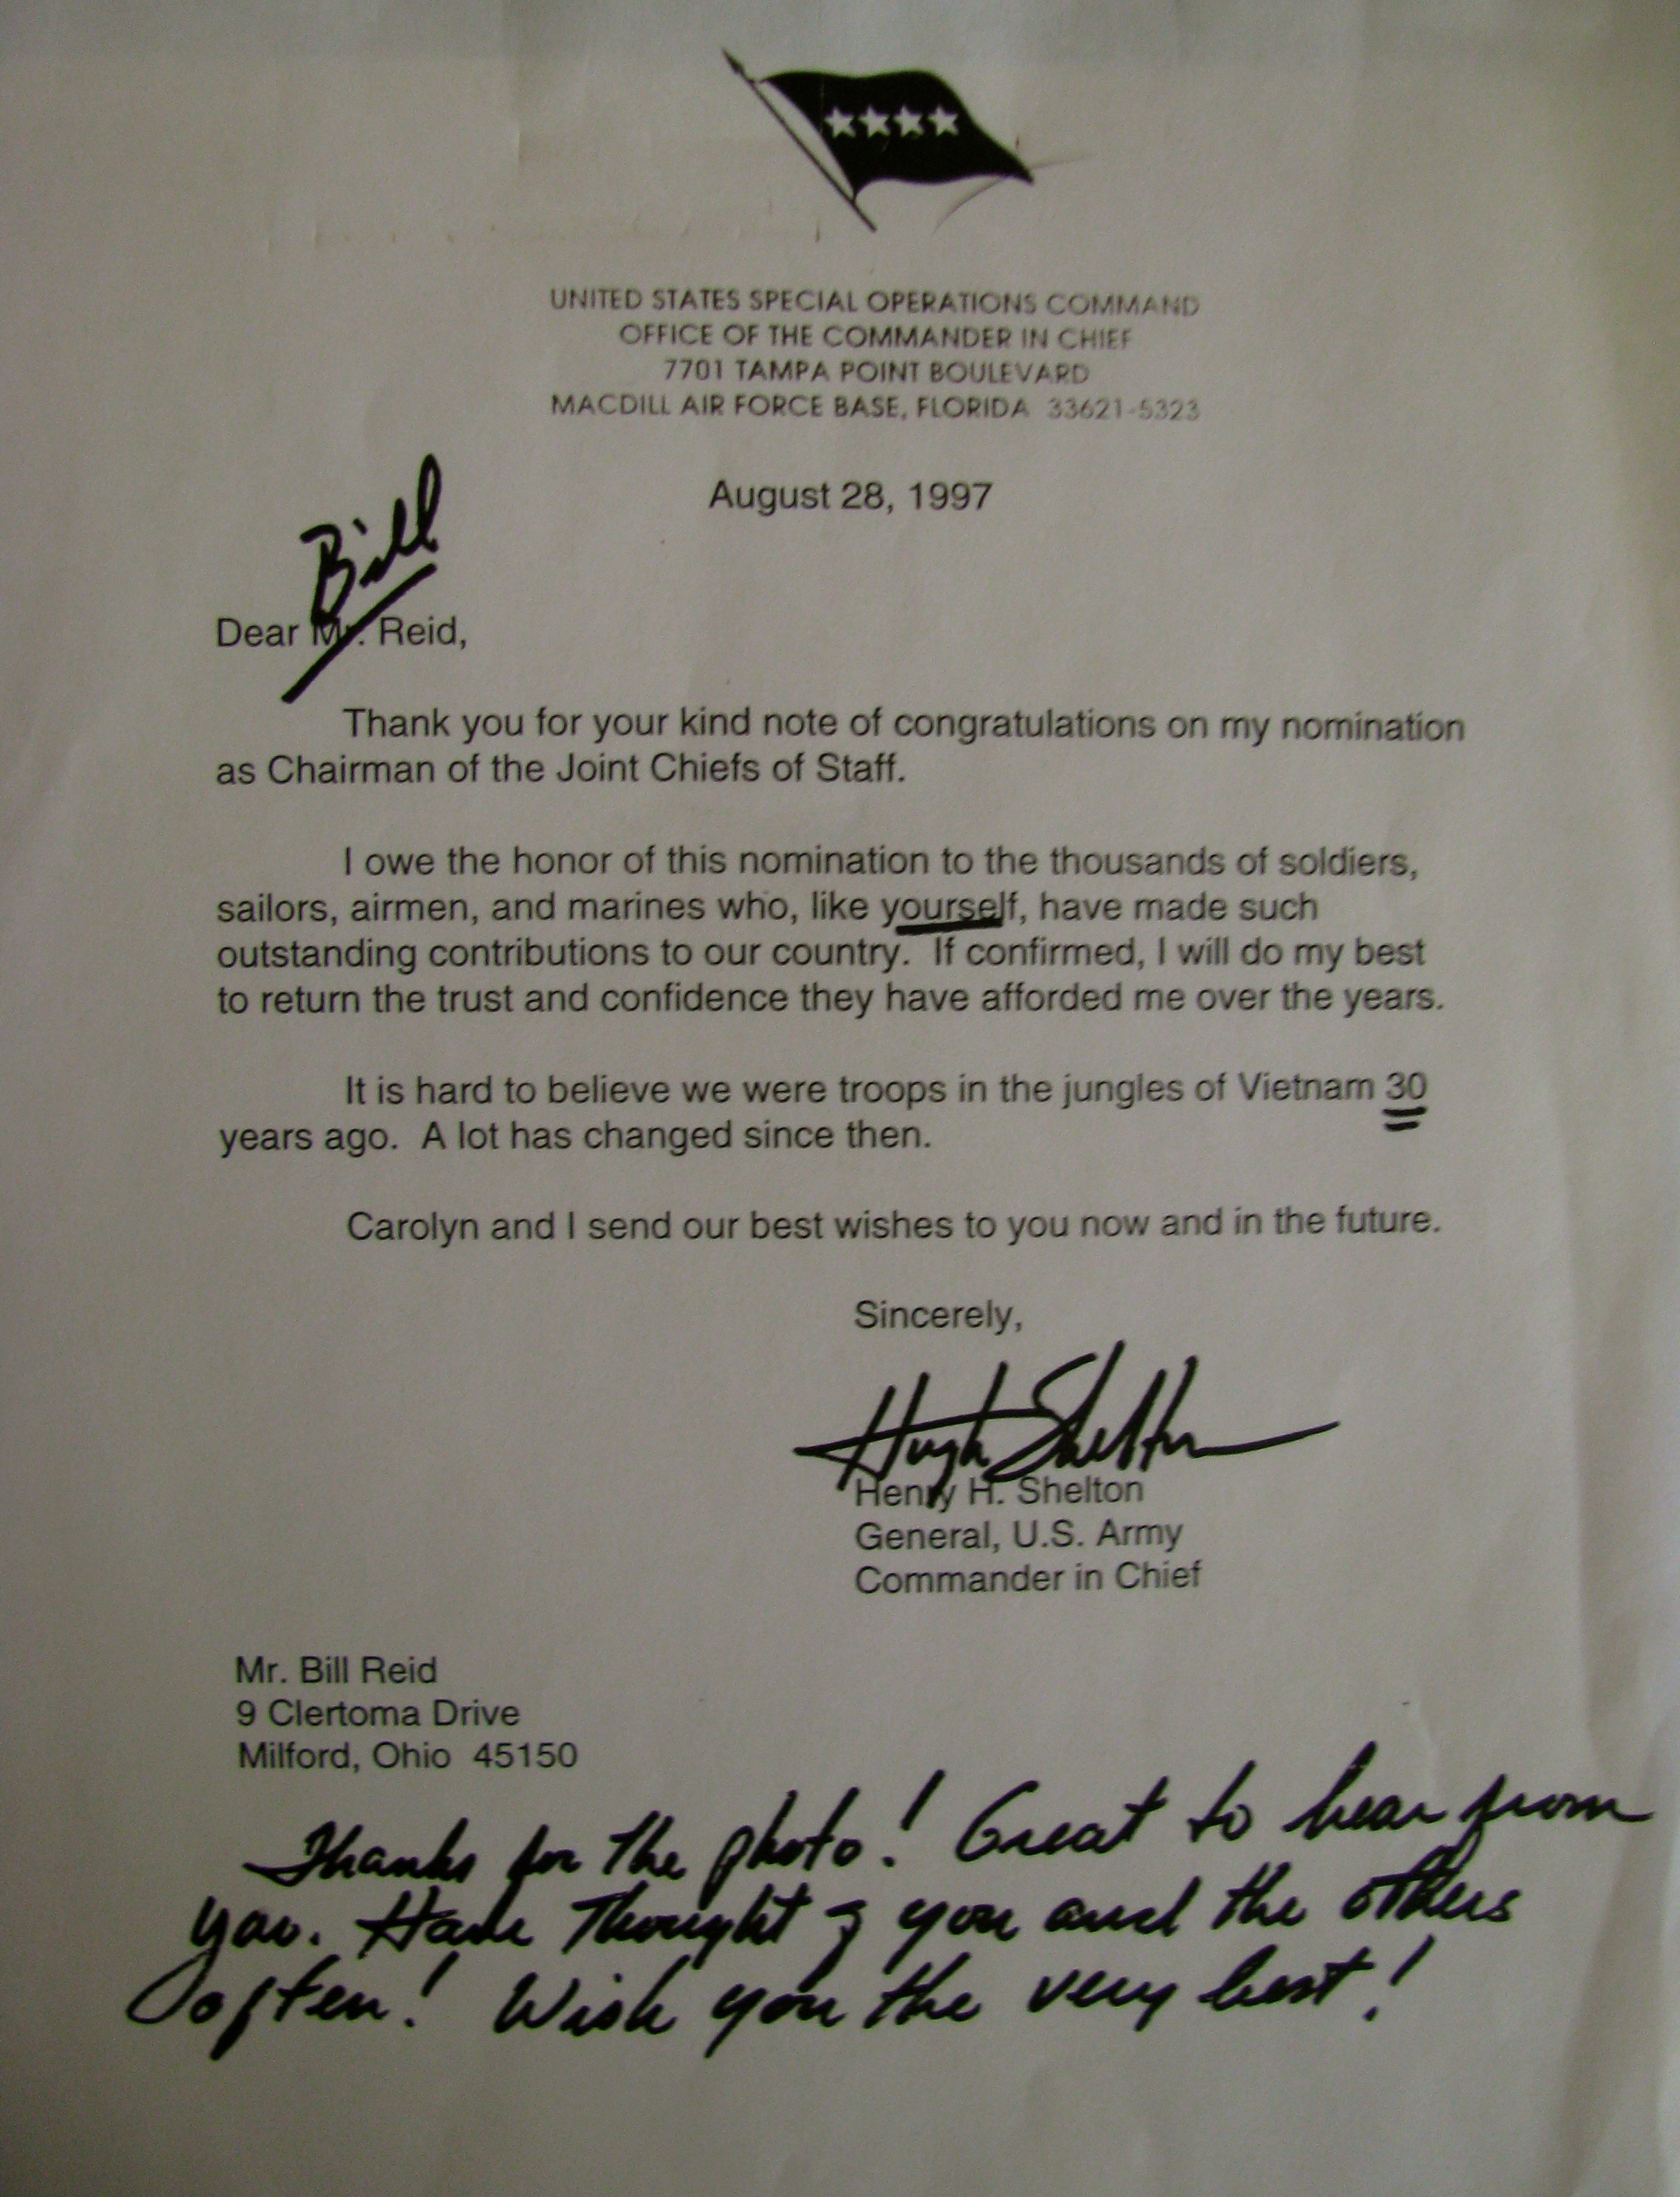 UNITED STATES SPECIAL OPERATIONS COMMAND
OFFICE OF THE COMMANDER IN CHIEF
7701 TAMPA POINT BOULEVARD
MACDILL AIR FORCE BASE, FLORIDA 33621-5323
August 28, 1997
Bill
Dear Mr. Reid,
Thank you for your kind note of congratulations on my nomination
as Chairman of the Joint Chiefs of Staff.
I owe the honor of this nomination to the thousands of soldiers,
sailors, airmen, and marines who, like yourself, have made such
outstanding contributions to our country. If confirmed, I will do my best
to return the trust and confidence they have afforded me over the years.
It is hard to believe we were troops in the jungles of Vietnam 30
years ago. A lot has changed since then.
Carolyn and I send our best wishes to you now and in the future.
Sincerely,
Hugh Shelton
Henry H. Shelton
General, U.S. Army
Commander in Chief
Mr. Bill Reid
9 Clertoma Drive
Milford, Ohio 45150
Thanks for the photo! Great to hear from
you. Have Thought of you and the others
often! Wish you the very best!